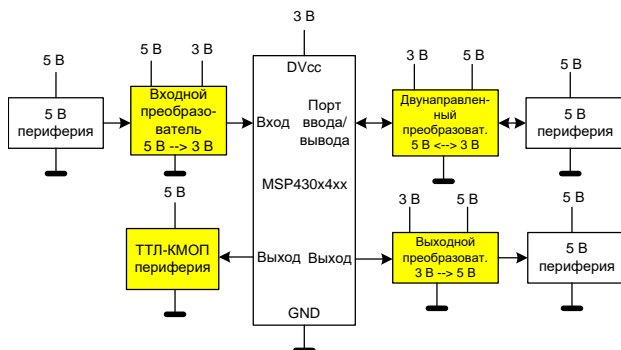 3 В
5 В
5 В
периферия
5 В
3 В
Входной
преобразо-
ватель
5 В --> 3 В
DVcc
Вход
Порт
ввода/
вывода
MSP430x4xx
Выход
Выход
GND
3 В
5 В
Двунаправлен-
ный
преобразоват.
5 В <--> 3 В
5 В
5 В
периферия
5 В
ТТЛ-КМОП
периферия
3 В
5 В
Выходной
преобразоват.
3 В --> 5 В
5 В
5 В
периферия